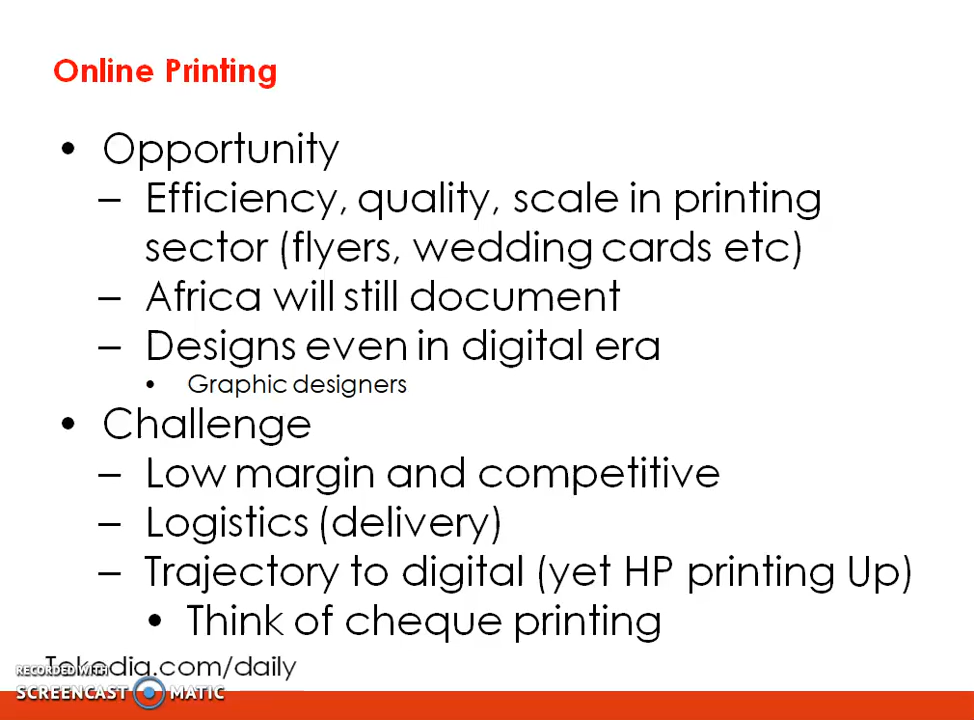 Online Printing
• Opportunity
– Efficiency, quality, scale in printing
sector (flyers, wedding cards etc)
– Africa will still document
– Designs even in digital era
• Graphic designers
• Challenge
– Low margin and competitive
– Logistics (delivery)
– Trajectory to digital (yet HP printing Up)
• Think of cheque printing
Tekedia.com/daily
RECORDED WITH
SCREENCAST MATIC